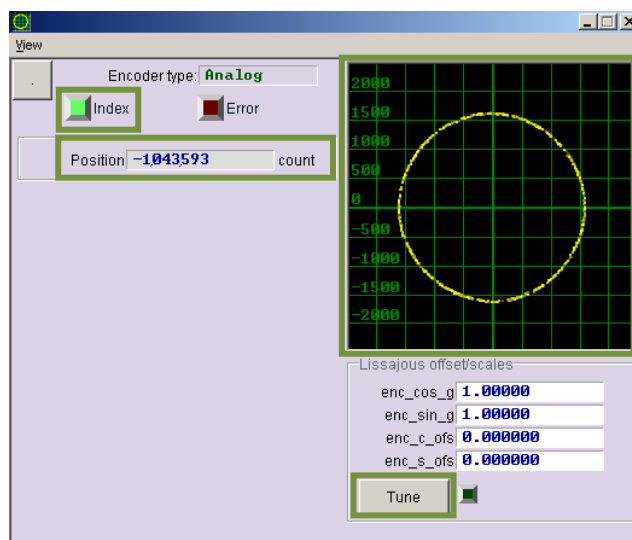 View
.
Encoder type: Analog
Index
Error
Position -1043593 count
2000
1500
1000
500
0
-500
-1000
-1500
-2000
Lissajous offset/scales
enc_cos_g 1.00000
enc_sin_g 1.00000
enc_c_ofs 0.000000
enc_s_ofs 0.000000
Tune